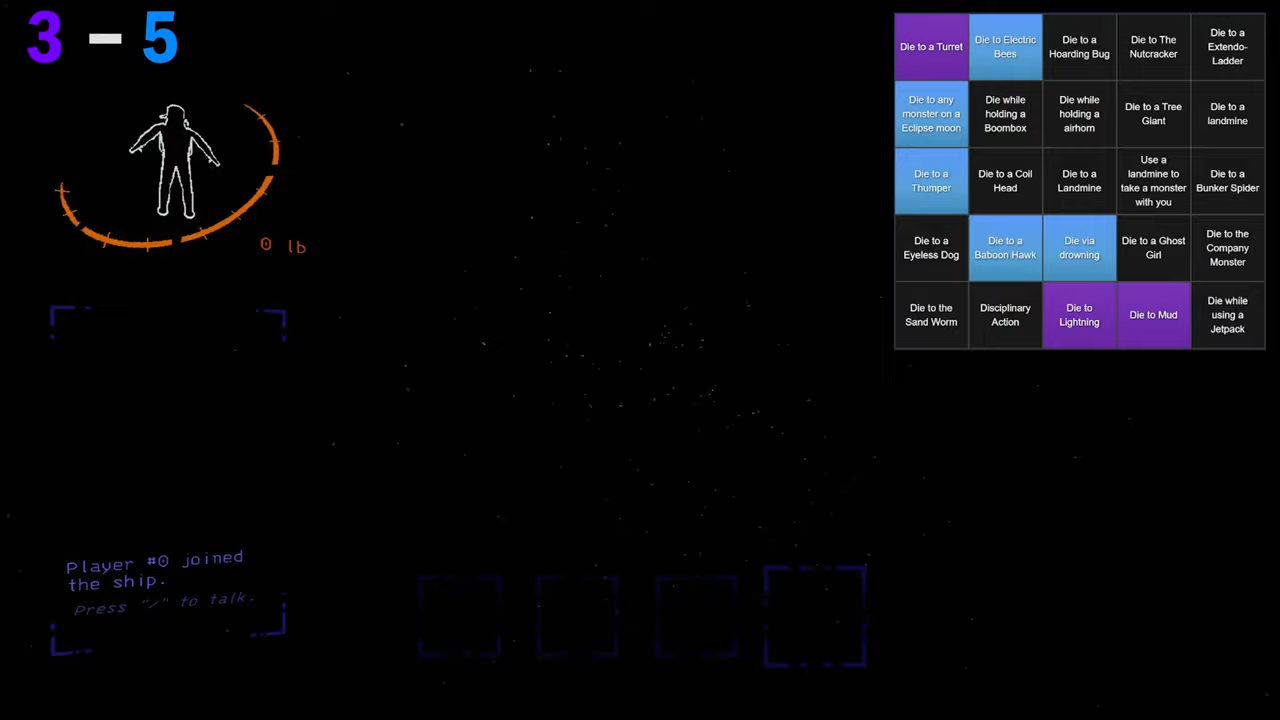 3 - 5
Die to a Turret
Die to Electric
Bees
Die to a
Hoarding Bug
Die to The
Nutcracker
Die to a
Extendo-
Ladder
Die to any
monster on a
Eclipse moon
Die while
holding a
Boombox
Die while
holding a
airhorn
Die to a Tree
Giant
Die to a
landmine
Die to a
Thumper
Die to a Coil
Head
Die to a
Landmine
Use a
landmine to
take a monster
with you
Die to a
Bunker Spider
Die to a
Eyeless Dog
Die to a
Baboon Hawk
Die via
drowning
Die to a Ghost
Girl
Die to the
Company
Monster
Die to the
Sand Worm
Disciplinary
Action
Die to
Lightning
Die to Mud
Die while
using a
Jetpack
0 lb
Player #0 joined
the ship.
Press "/" to talk.